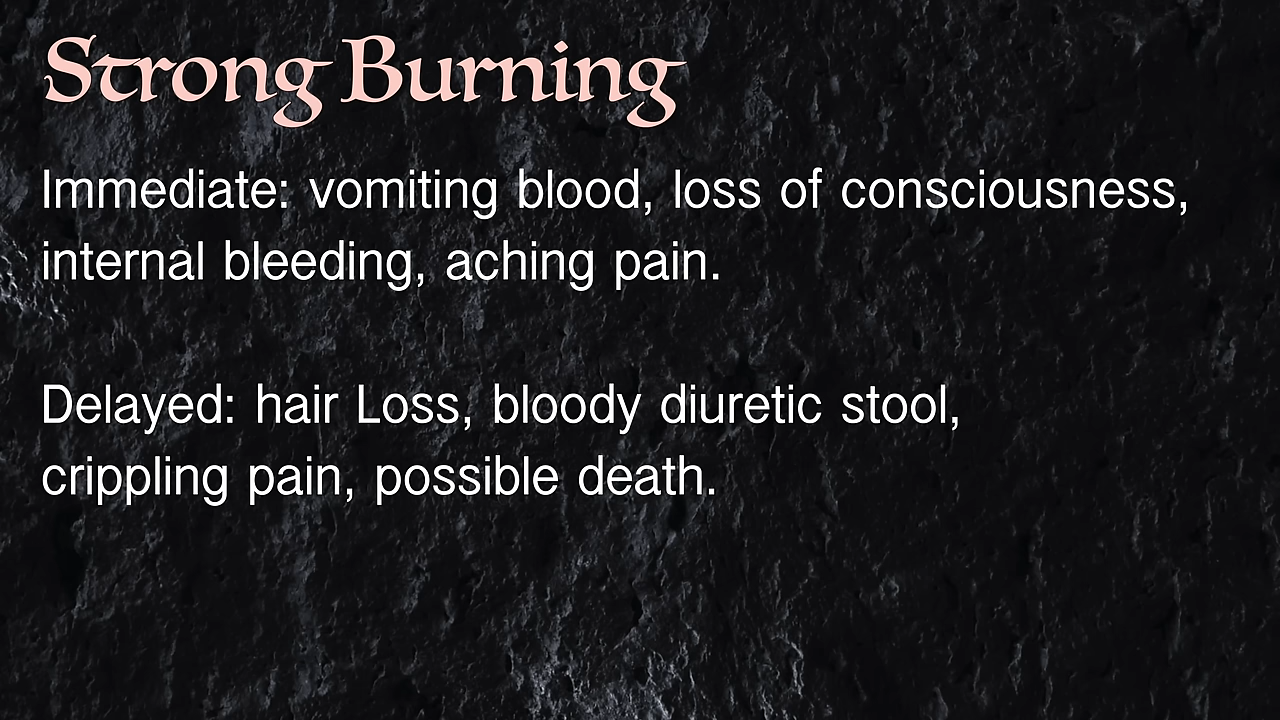 Strong Burning
Immediate: vomiting blood, loss of consciousness,
internal bleeding, aching pain.
Delayed: hair Loss, bloody diuretic stool,
crippling pain, possible death.